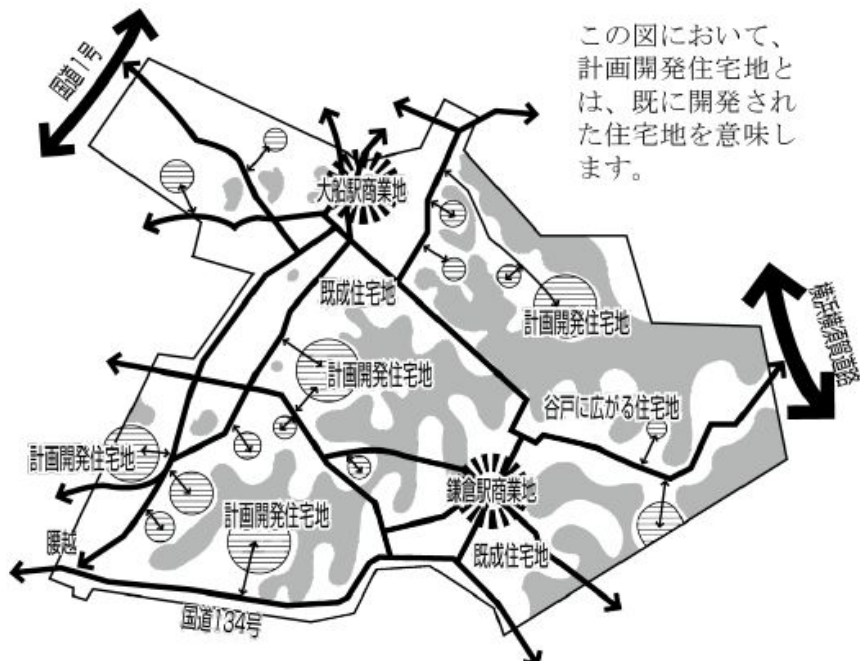 この図において、
計画開発住宅地と
は、既に開発され
た住宅地を意味し
ます。
国道1号
大船駅商業地
既成住宅地
計画開発住宅地
横浜横須賀道路
計画開発住宅地
谷戸に広がる住宅地
計画開発住宅地
鎌倉駅商業地
計画開発住宅地
腰越
既成住宅地
国道134号